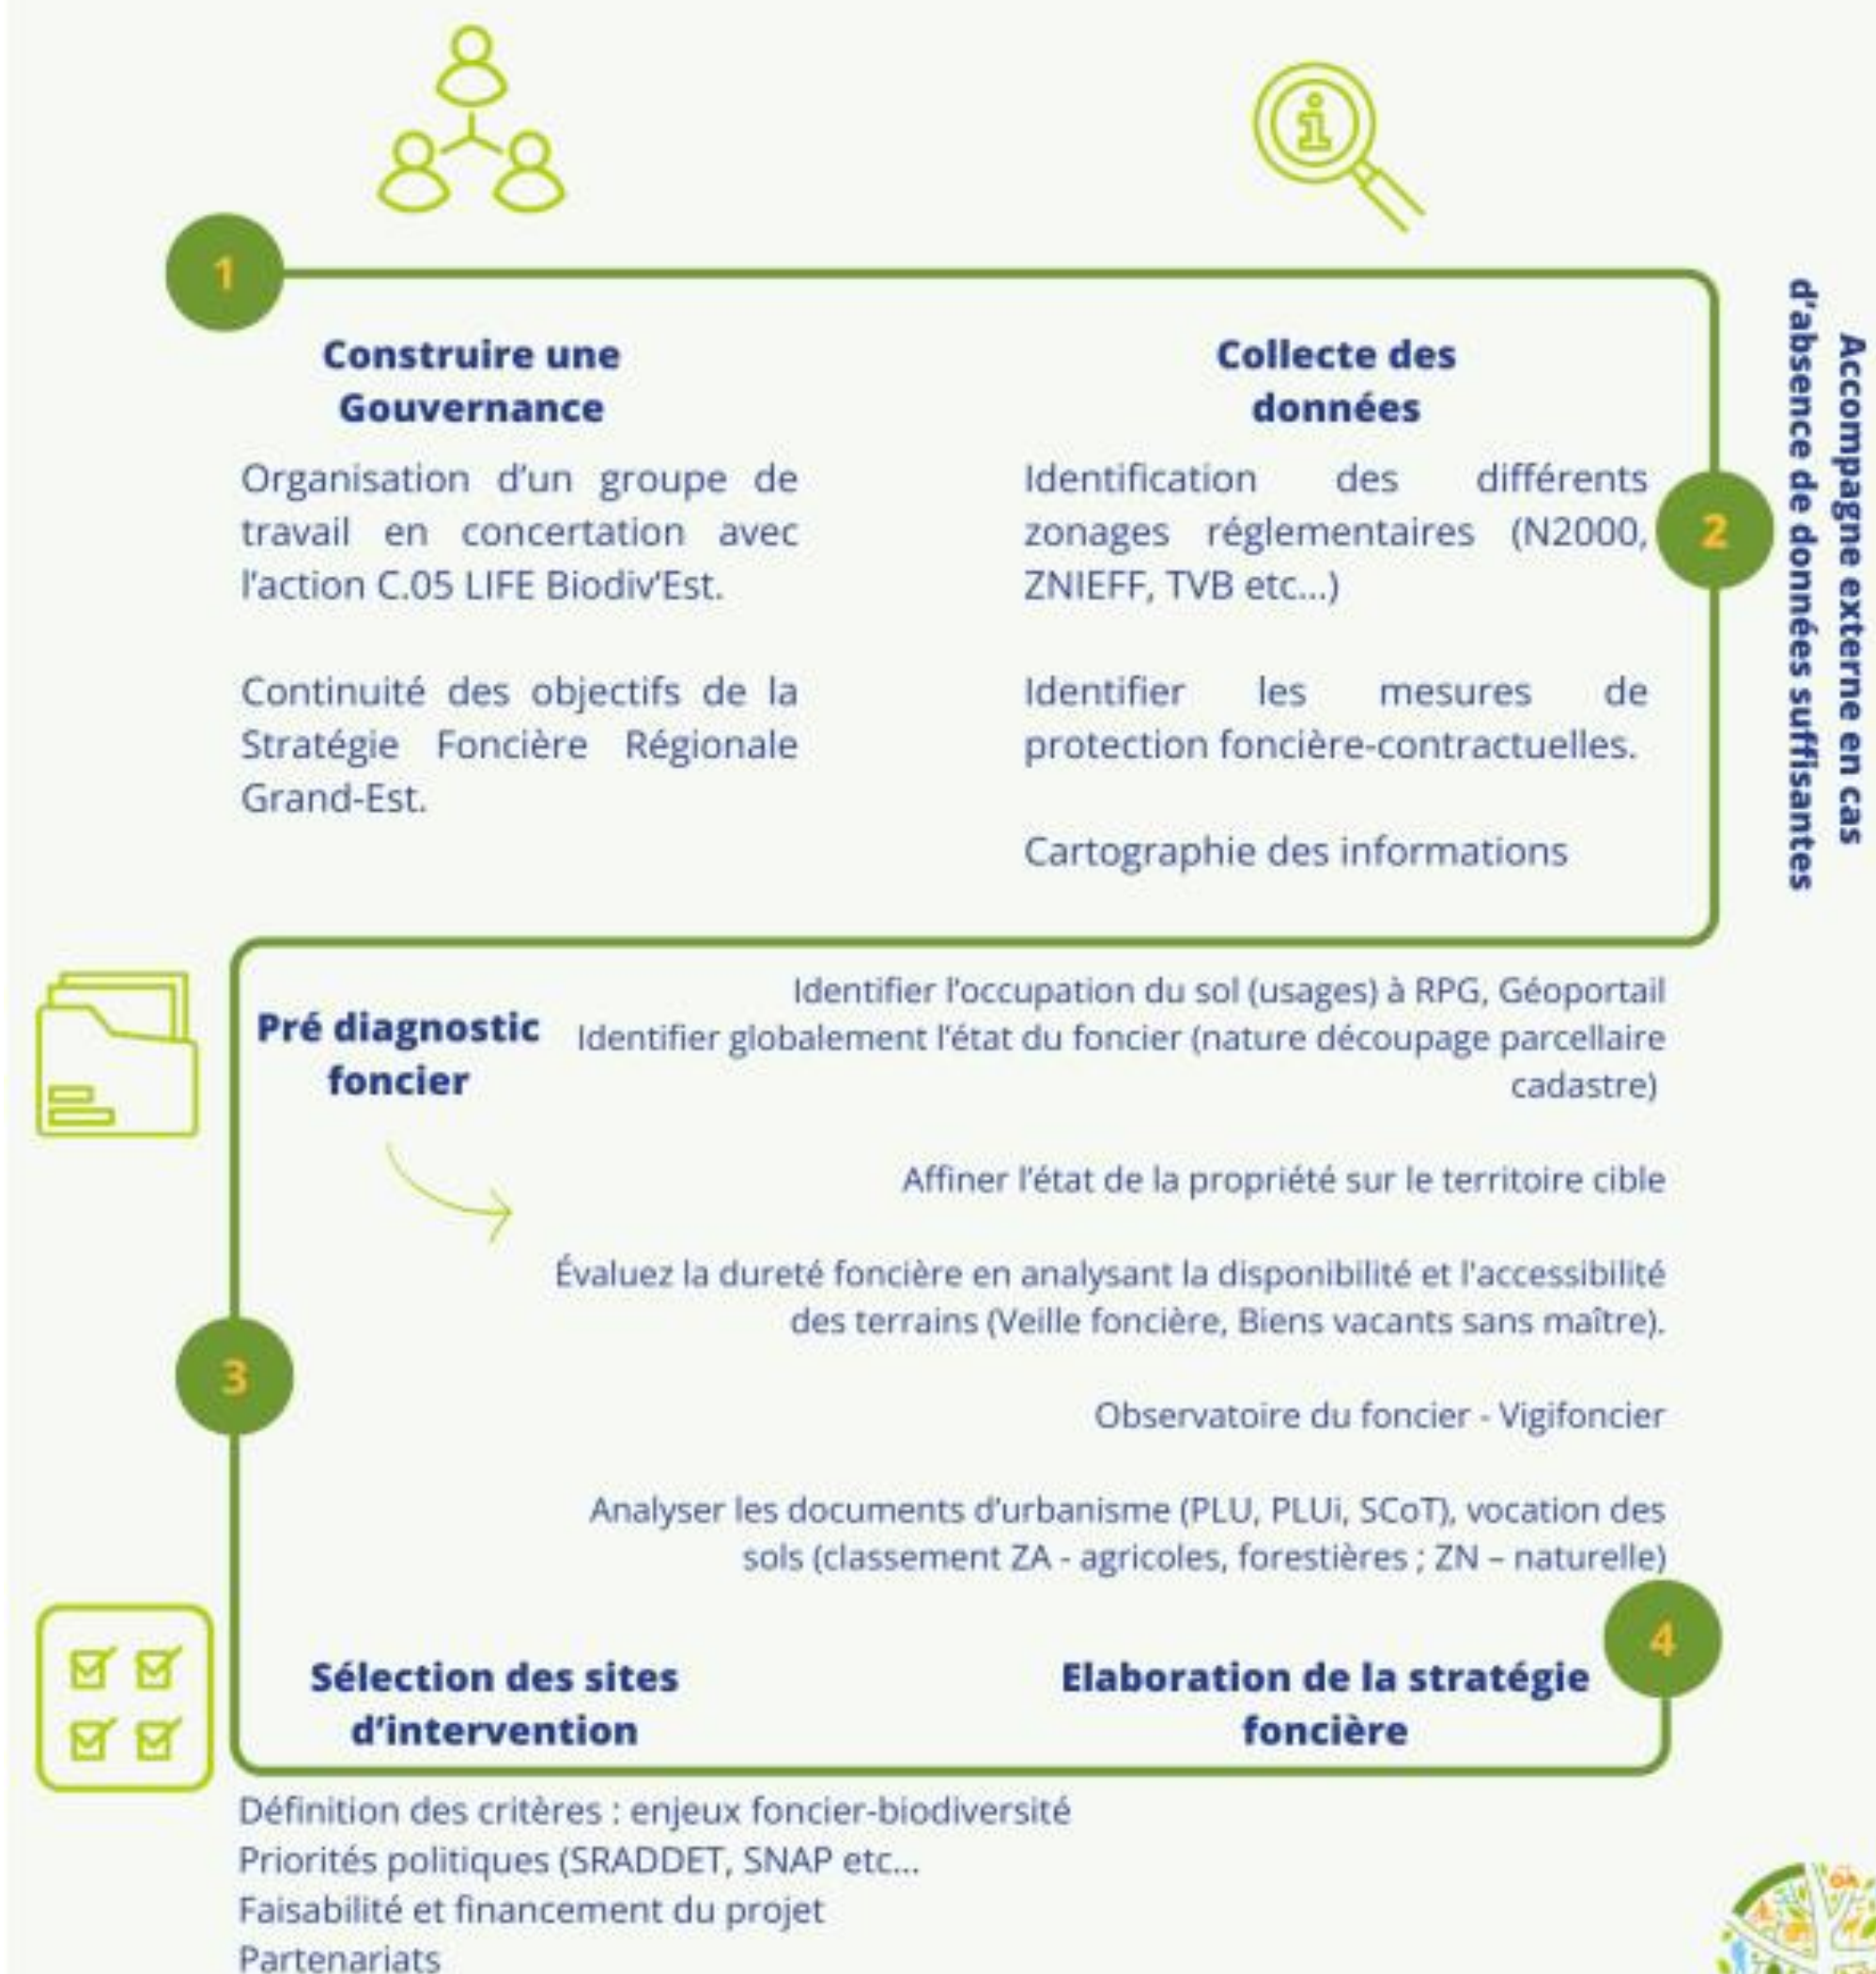 1
Construire une
Gouvernance
Organisation d'un groupe de
travail en concertation avec
l'action C.05 LIFE Biodiv'Est.
Continuité des objectifs de la
Stratégie Foncière Régionale
Grand-Est.
Collecte des
données
Identification des différents
zonages réglementaires (N2000,
ZNIEFF, TVB etc...)
Identifier les mesures de
protection foncière-contractuelles.
Cartographie des informations
2
Accompagne externe en cas
d'absence de données suffisantes
Pré diagnostic
foncier
Identifier l'occupation du sol (usages) à RPG, Géoportail
Identifier globalement l'état du foncier (nature découpage parcellaire
cadastre)
Affiner l'état de la propriété sur le territoire cible
Évaluez la dureté foncière en analysant la disponibilité et l'accessibilité
des terrains (Veille foncière, Biens vacants sans maître).
3
Observatoire du foncier - Vigifoncier
Analyser les documents d'urbanisme (PLU, PLUi, SCoT), vocation des
sols (classement ZA - agricoles, forestières ; ZN – naturelle)
4
Sélection des sites
d'intervention
Elaboration de la stratégie
foncière
Définition des critères : enjeux foncier-biodiversité
Priorités politiques (SRADDET, SNAP etc...
Faisabilité et financement du projet
Partenariats